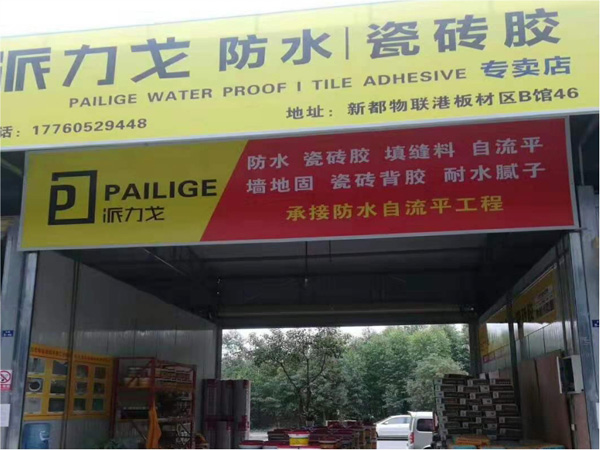 派力戈 防水|瓷砖胶
PAILIGE WATER PROOF I TILE ADHESIVE 专卖店
话: 17760529448 地址: 新都物联港板材区B馆46
PAILIGE
派力戈
防水 瓷砖胶 填缝料 自流平
墙地固 瓷砖背胶 耐水腻子
承接防水自流平工程